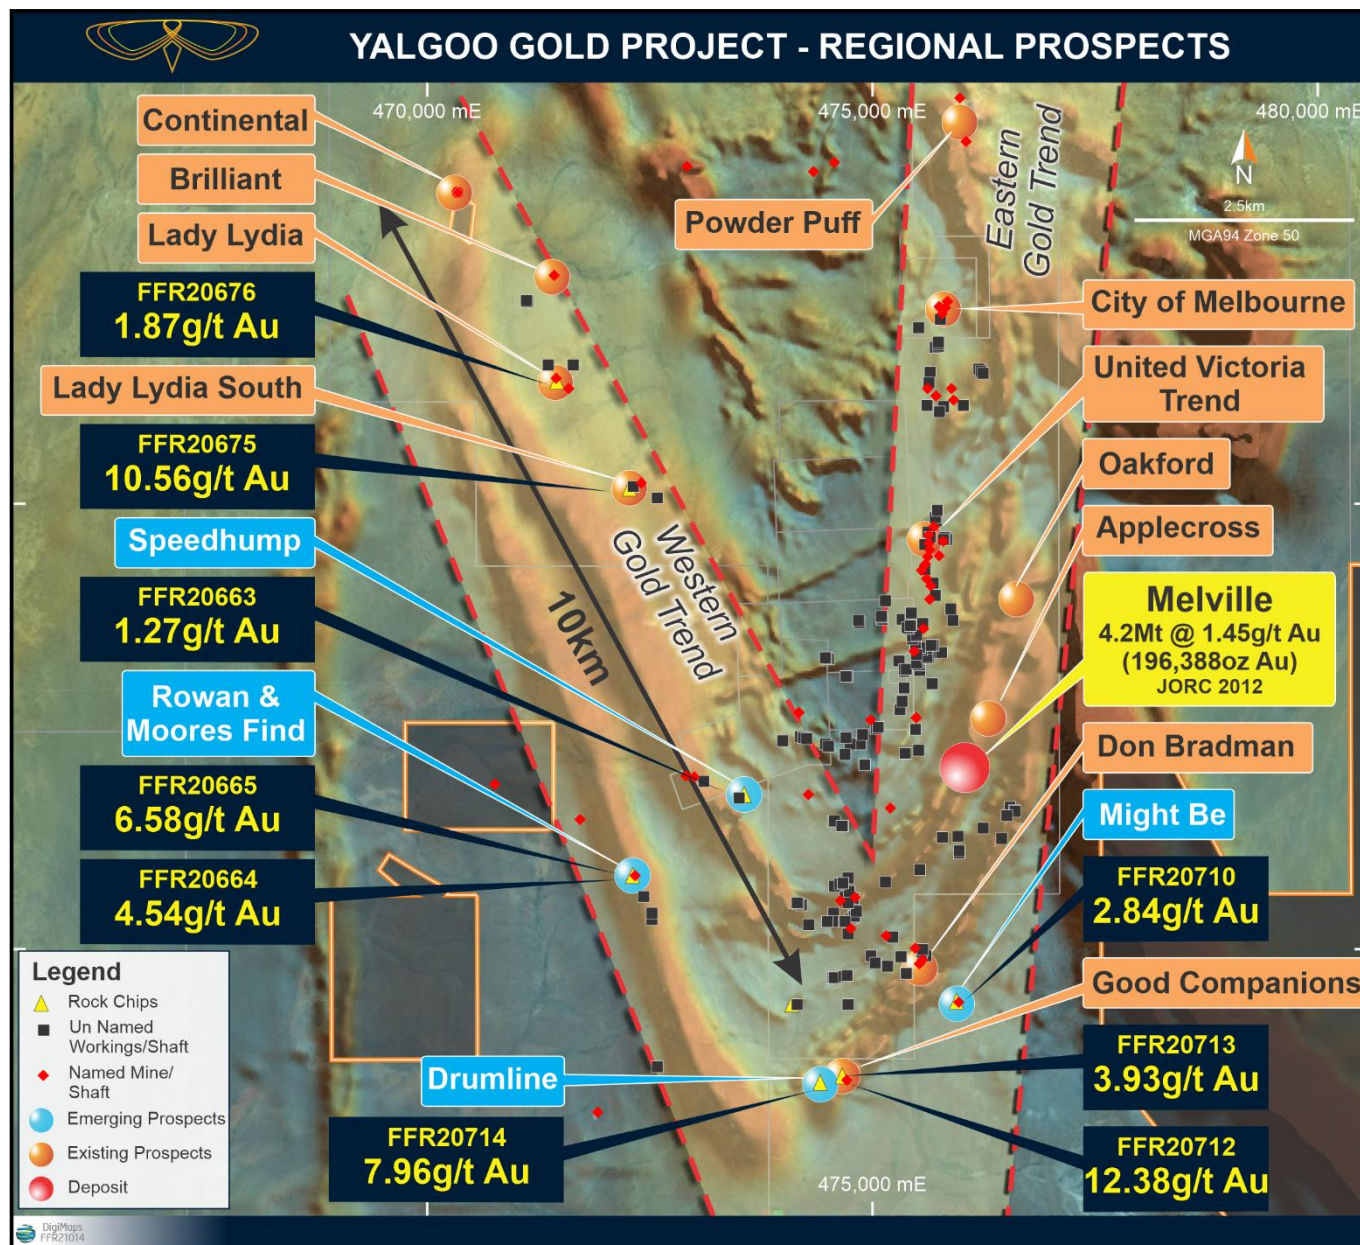 YALGOO GOLD PROJECT - REGIONAL PROSPECTS
470,000 mE
475,000 mE
480,000 mE
Continental
Brilliant
Lady Lydia
FFR20676
1.87g/t Au
Lady Lydia South
FFR20675
10.56g/t Au
Speedhump
FFR20663
1.27g/t Au
Rowan &
Moores Find
FFR20665
6.58g/t Au
FFR20664
4.54g/t Au
Powder Puff
Eastern
Gold Trend
N
2.5km
MGA94 Zone 50
City of Melbourne
United Victoria
Trend
Oakford
Applecross
Melville
4.2Mt @ 1.45g/t Au
(196,388oz Au)
JORC 2012
Don Bradman
Might Be
FFR20710
2.84g/t Au
Good Companions
FFR20713
3.93g/t Au
FFR20712
12.38g/t Au
Western
Gold Trend
10km
Drumline
FFR20714
7.96g/t Au
475,000 mE
Legend
Rock Chips
Un Named
Workings/Shaft
Named Mine/
Shaft
Emerging Prospects
Existing Prospects
Deposit
DigiMaps
FFR21014